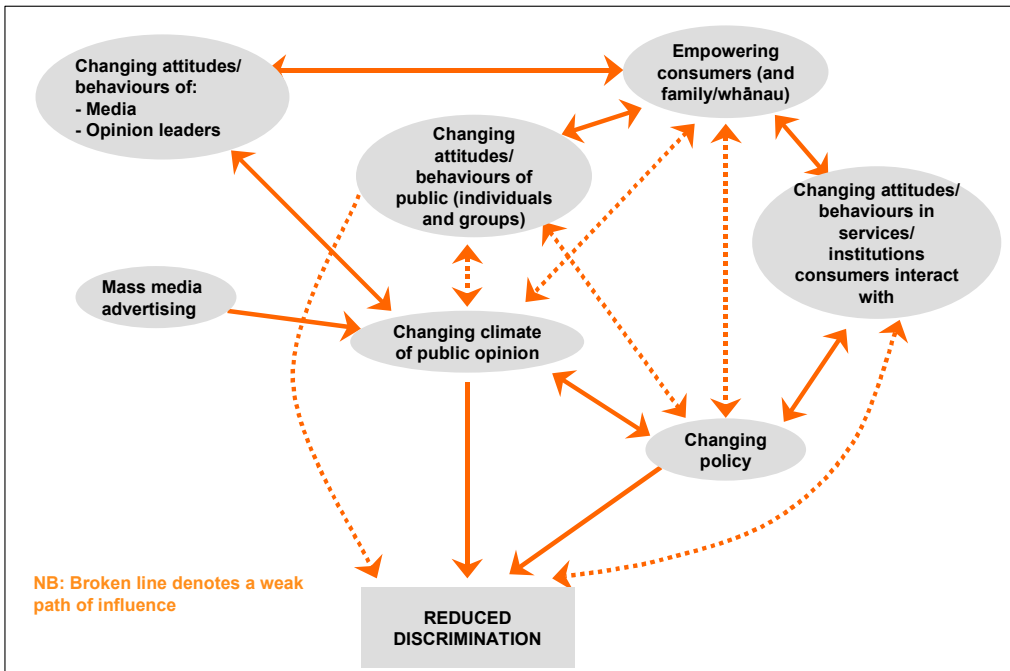 Changing attitudes/
behaviours of:
- Media
- Opinion leaders
Empowering
consumers (and
family/whānau)
Changing
attitudes/
behaviours of
public (individuals
and groups)
Changing attitudes/
behaviours in
services/
institutions
consumers interact
with
Mass media
advertising
Changing climate
of public opinion
Changing
policy
NB: Broken line denotes a weak
path of influence
REDUCED
DISCRIMINATION